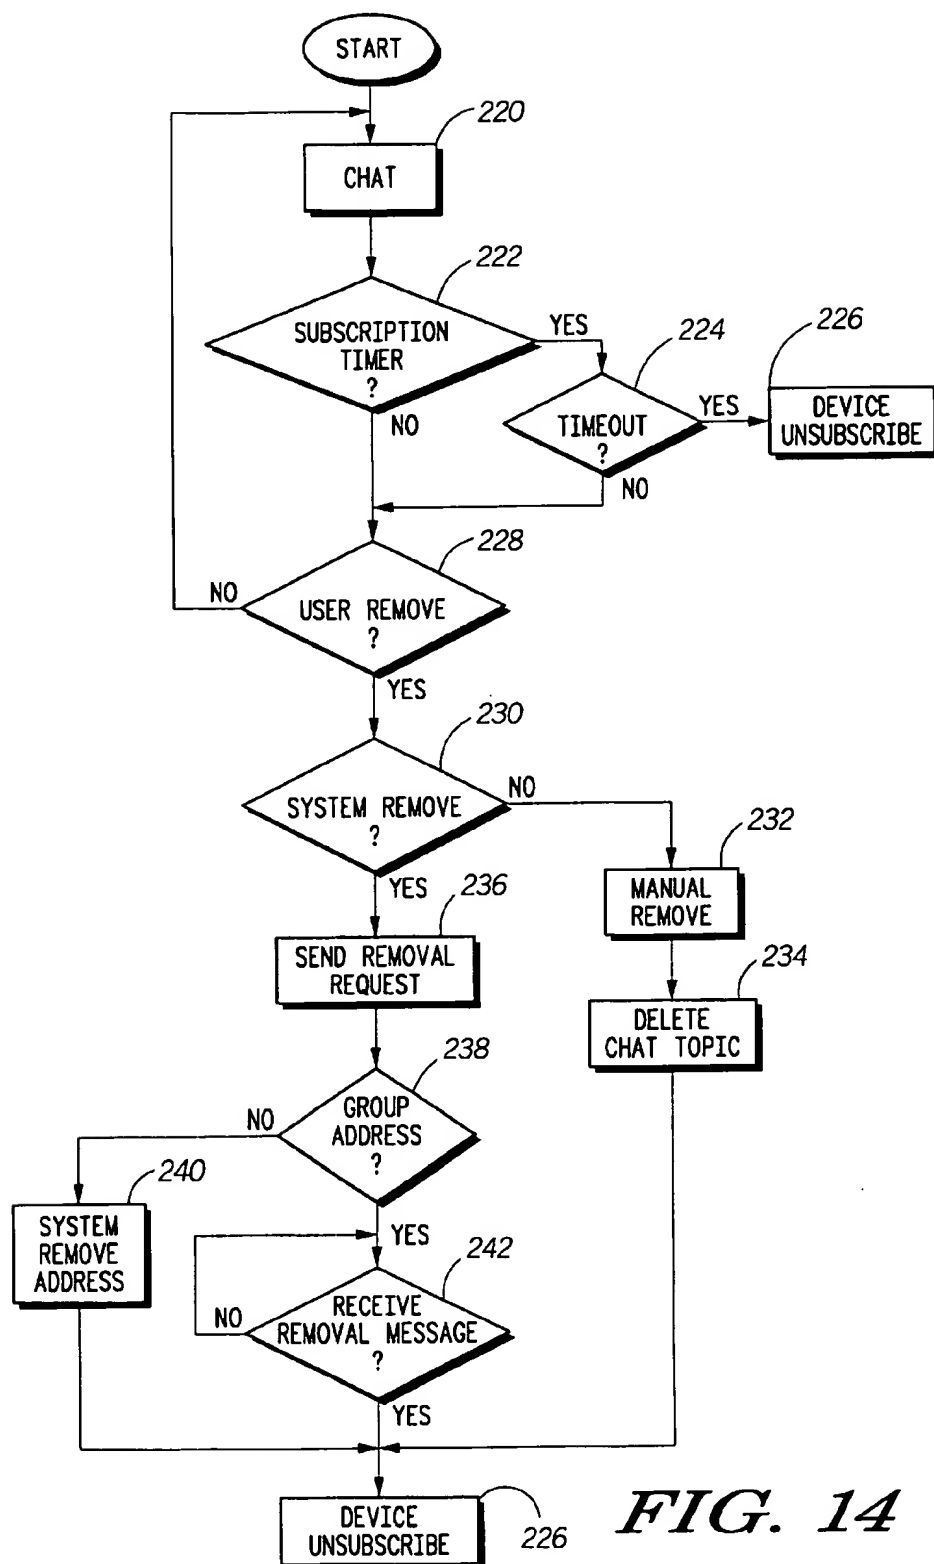 START
220
CHAT
222
SUBSCRIPTION
TIMER
?
YES
224
226
NO
TIMEOUT
?
YES
DEVICE
UNSUBSCRIBE
NO
228
NO
USER REMOVE
?
YES
230
SYSTEM REMOVE
?
NO
YES
232
MANUAL
REMOVE
236
SEND REMOVAL
REQUEST
234
DELETE
CHAT TOPIC
238
GROUP
ADDRESS
?
NO
240
SYSTEM
REMOVE
ADDRESS
YES
242
RECEIVE
REMOVAL MESSAGE
?
NO
YES
DEVICE
UNSUBSCRIBE
226
FIG. 14